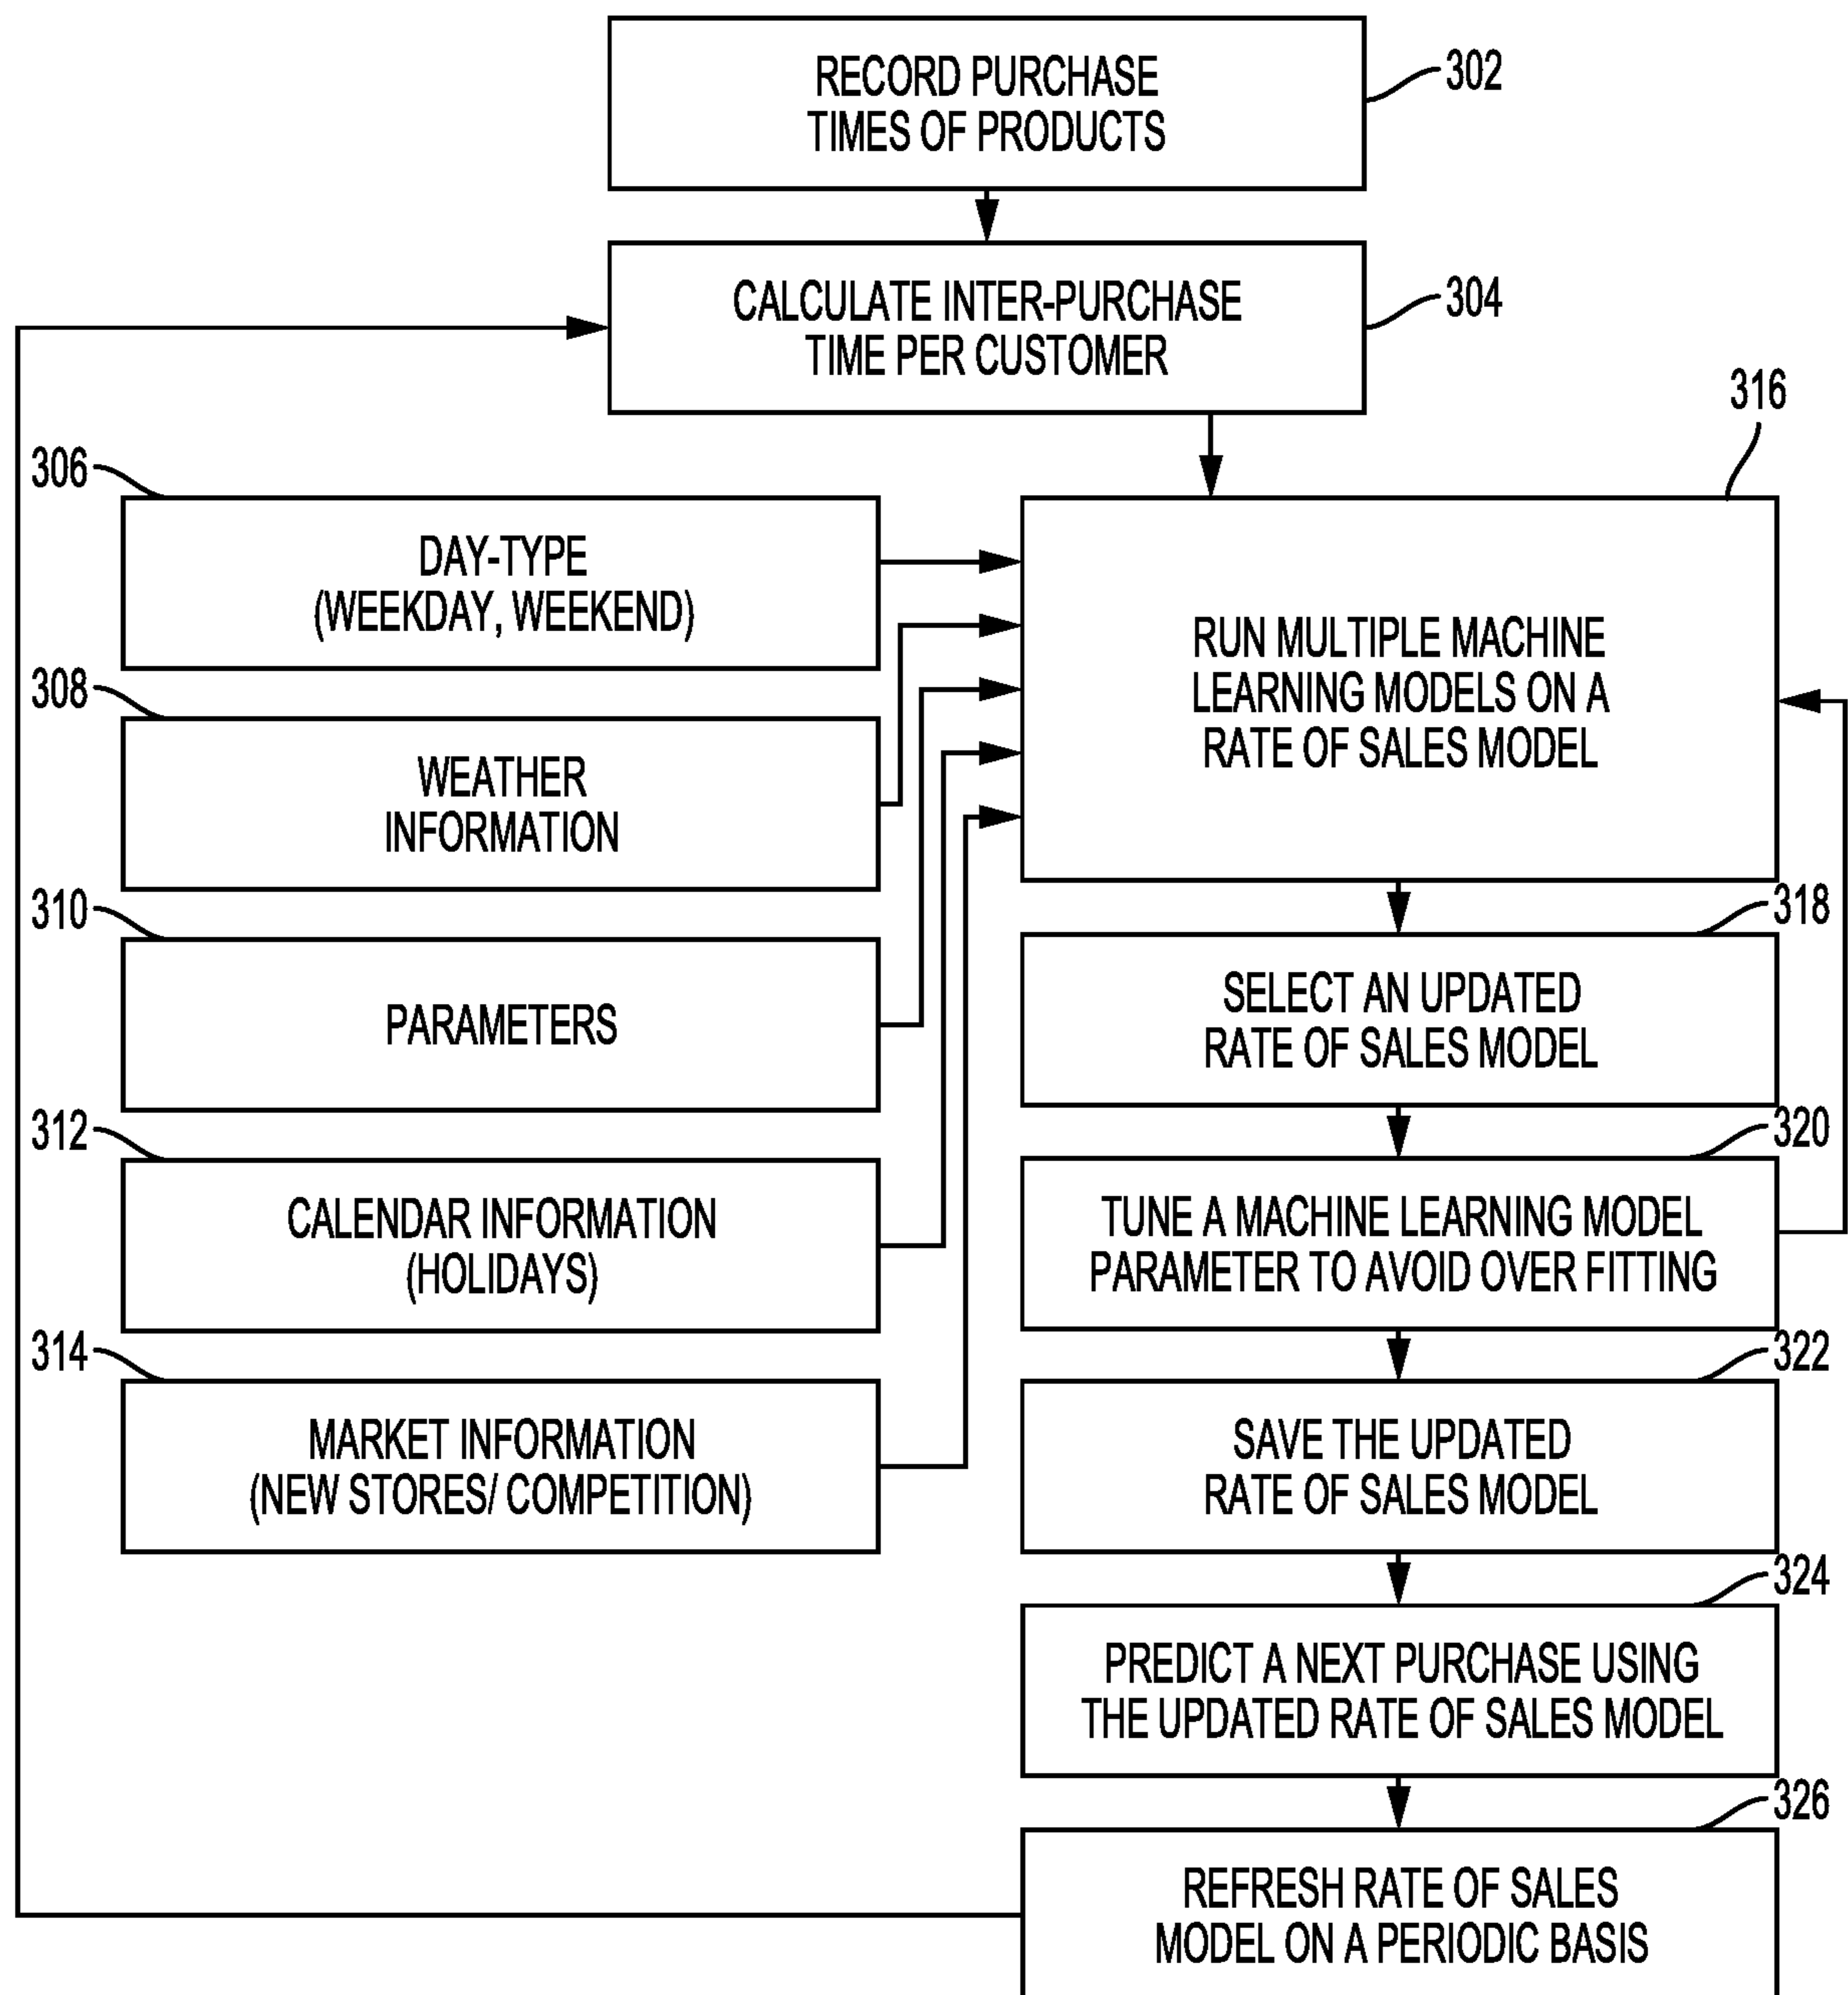 RECORD PURCHASE
TIMES OF PRODUCTS
302
CALCULATE INTER-PURCHASE
TIME PER CUSTOMER
304
316
306
DAY-TYPE
(WEEKDAY, WEEKEND)
308
WEATHER
INFORMATION
310
PARAMETERS
312
CALENDAR INFORMATION
(HOLIDAYS)
314
MARKET INFORMATION
(NEW STORES/ COMPETITION)
RUN MULTIPLE MACHINE
LEARNING MODELS ON A
RATE OF SALES MODEL
318
SELECT AN UPDATED
RATE OF SALES MODEL
320
TUNE A MACHINE LEARNING MODEL
PARAMETER TO AVOID OVER FITTING
322
SAVE THE UPDATED
RATE OF SALES MODEL
324
PREDICT A NEXT PURCHASE USING
THE UPDATED RATE OF SALES MODEL
326
REFRESH RATE OF SALES
MODEL ON A PERIODIC BASIS